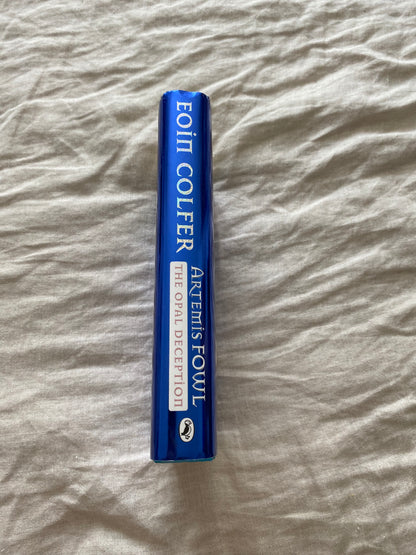 EOIN COLFER
ARTEMIS FOWL
THE OPAL DECEPTION